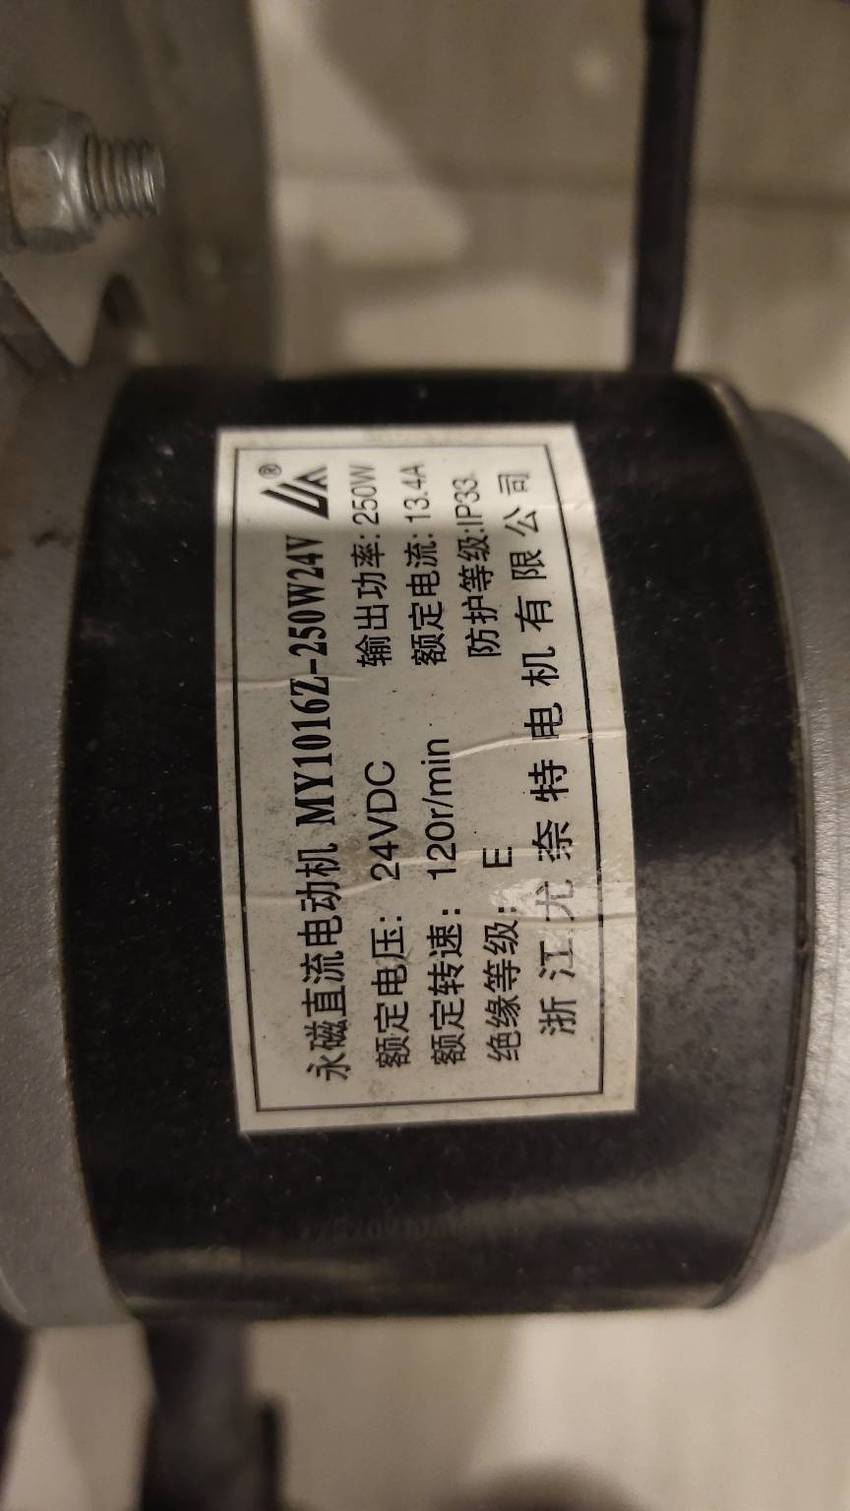 永磁直流电动机 MY1016Z-250W24V ®
额定电压： 24VDC 输出功率: 250W
额定转速： 120r/min 额定电流: 13.4A
绝缘等级： E 防护等级:IP33
浙江尤奈特电机有限公司